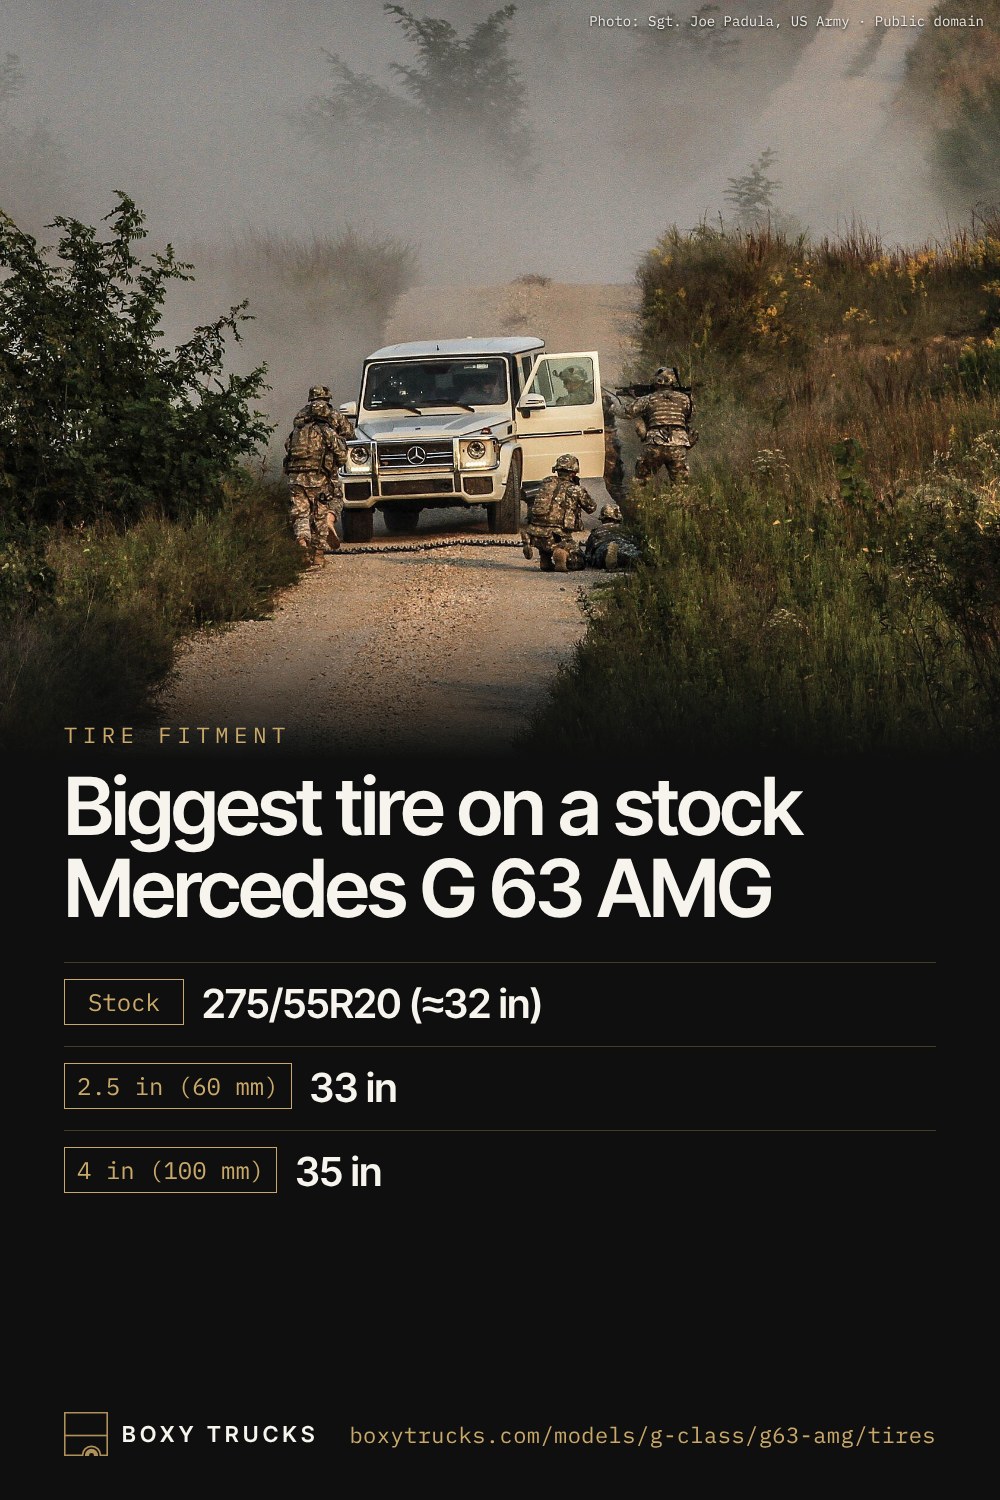 Photo: Sgt. Joe Padula, US Army · Public domain
TIRE FITMENT
Biggest tire on a stock
Mercedes G 63 AMG
Stock 275/55R20 (≈32 in)
2.5 in (60 mm) 33 in
4 in (100 mm) 35 in
BOXY TRUCKS boxytrucks.com/models/g-class/g63-amg/tires